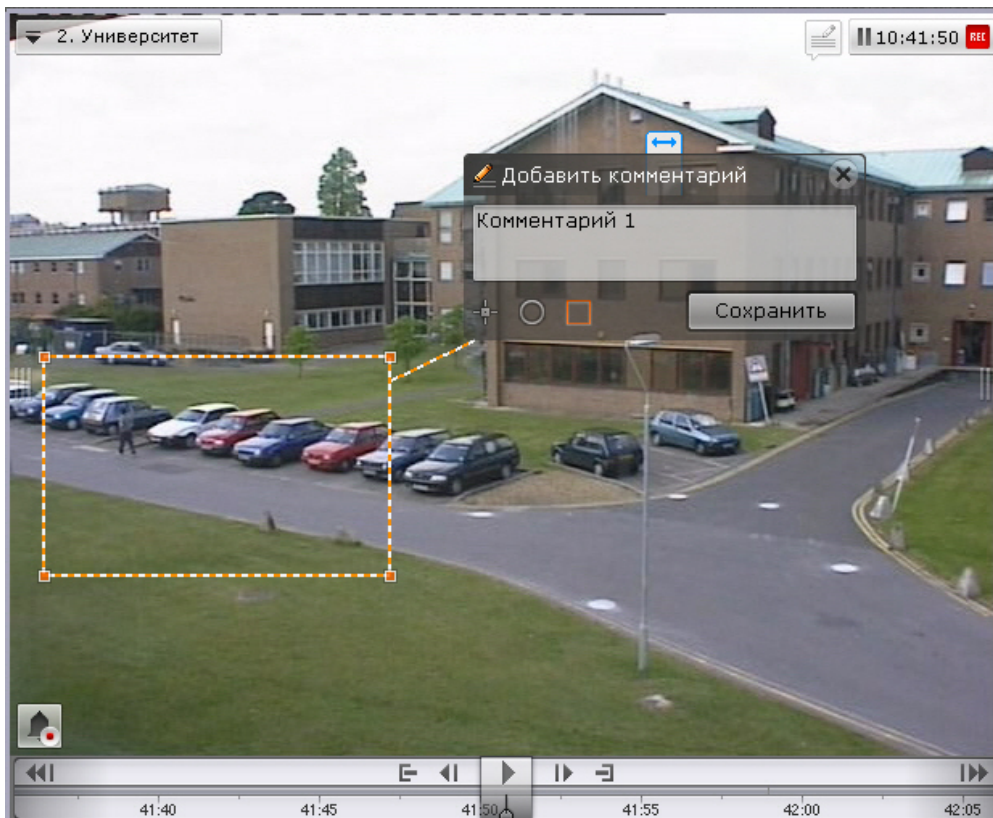 2. Университет
10:41:50 REC
Добавить комментарий
Комментарий 1
Сохранить
41:40 41:45 41:50 41:55 42:00 42:05